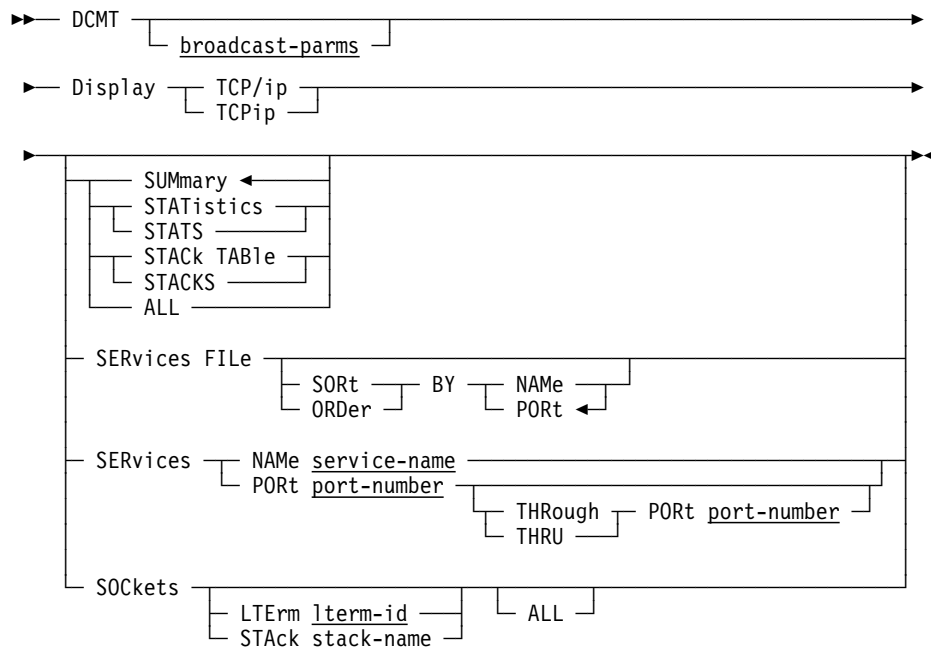 DCMT
broadcast-parms
Display TCP/ip
TCPip
SUMmary
STATistics
STATS
STACk TABle
STACKS
ALL
SERvices FILe
SORt BY NAMe
ORDer PORt
SERvices NAMe service-name
PORt port-number
THRough PORt port-number
THRU
SOCkets
LTErm lterm-id ALL
STAck stack-name